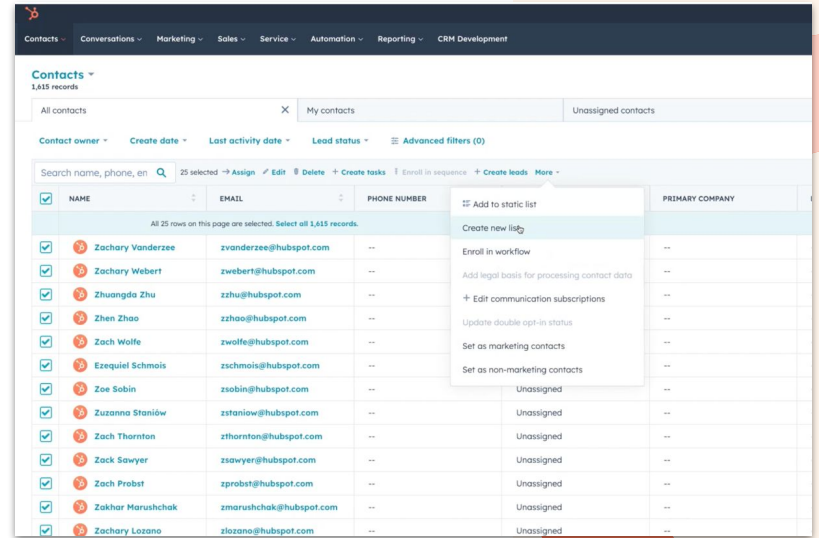 Contacts Conversations Marketing Sales Service Automation Reporting CRM Development
Contacts
1,615 records
All contacts My contacts Unassigned contacts
Contact owner Create date Last activity date Lead status Advanced filters (0)
Search name, phone, en 25 selected Assign Edit Delete + Create tasks Enroll in sequence + Create leads More
NAME EMAIL PHONE NUMBER PRIMARY COMPANY
All 25 rows on this page are selected. Select all 1,615 records.
Add to static list
Create new list
Enroll in workflow
Add legal basis for processing contact data
+ Edit communication subscriptions
Update double opt-in status
Set as marketing contacts
Set as non-marketing contacts
Zachary Vanderzee zvanderzee@hubspot.com -- --
Zachary Webert zwebert@hubspot.com -- --
Zhuangda Zhu zzhu@hubspot.com -- --
Zhen Zhao zzhao@hubspot.com -- --
Zach Wolfe zwolfe@hubspot.com -- --
Ezequiel Schmois zschmois@hubspot.com -- --
Zoe Sobin zsobin@hubspot.com -- Unassigned --
Zuzanna Staniów zstaniow@hubspot.com -- Unassigned --
Zach Thornton zthornton@hubspot.com -- Unassigned --
Zack Sawyer zsawyer@hubspot.com -- Unassigned --
Zach Probst zprobst@hubspot.com -- Unassigned --
Zakhar Marushchak zmarushchak@hubspot.com -- Unassigned --
Zachary Lozano zlozano@hubspot.com -- Unassigned --